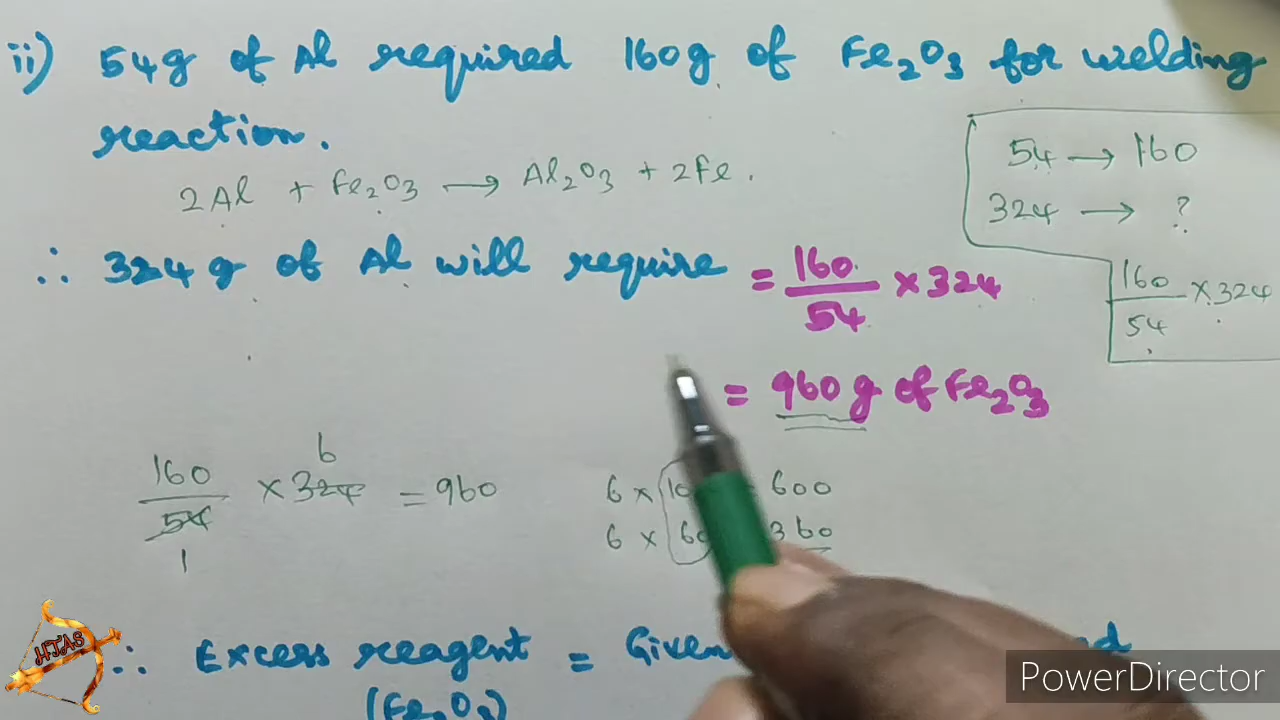 ii) 54g of Al required 160g of Fe₂O₃ for welding
reaction.
2Al + Fe₂O₃ → Al₂O₃ + 2Fe.
54 → 160
324 → ?
160/54 × 324
∴ 324 g of Al will require = 160/54 × 324
= 960 g of Fe₂O₃
160/54 × 324 = 960
6
1
6 × 600
6 × 360
∴ Excess reagent = Given
(Fe₂O₃)
HTAS
PowerDirector